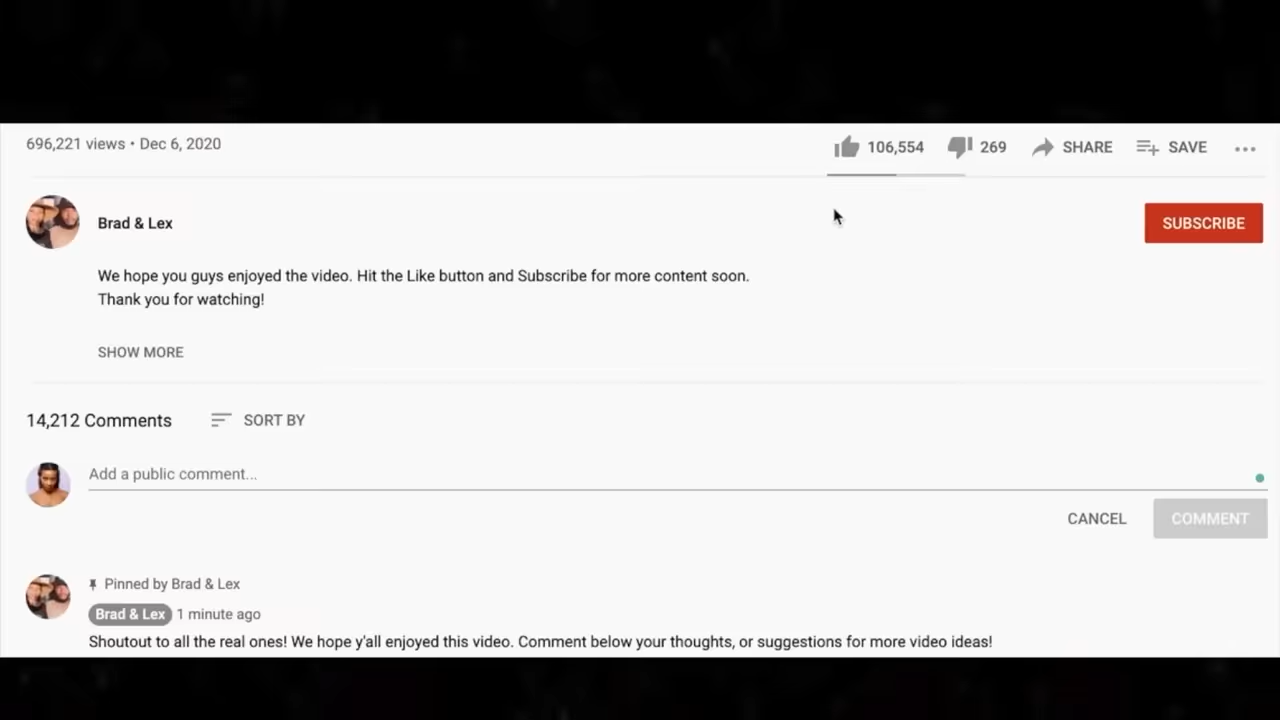 696,221 views • Dec 6, 2020
106,554 269 SHARE SAVE
Brad & Lex
SUBSCRIBE
We hope you guys enjoyed the video. Hit the Like button and Subscribe for more content soon.
Thank you for watching!
SHOW MORE
14,212 Comments SORT BY
Add a public comment...
CANCEL COMMENT
Pinned by Brad & Lex
Brad & Lex 1 minute ago
Shoutout to all the real ones! We hope y'all enjoyed this video. Comment below your thoughts, or suggestions for more video ideas!